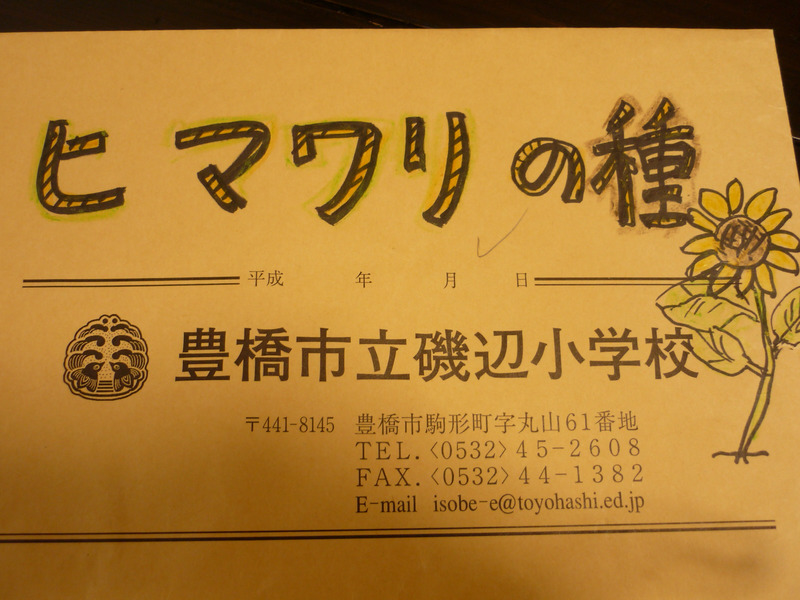 ヒマワリの種
平成 年 月 日
豊橋市立磯辺小学校
〒441-8145 豊橋市駒形町字丸山61番地
TEL.〈0532〉45-2608
FAX.〈0532〉44-1382
E-mail isobe-e@toyohashi.ed.jp